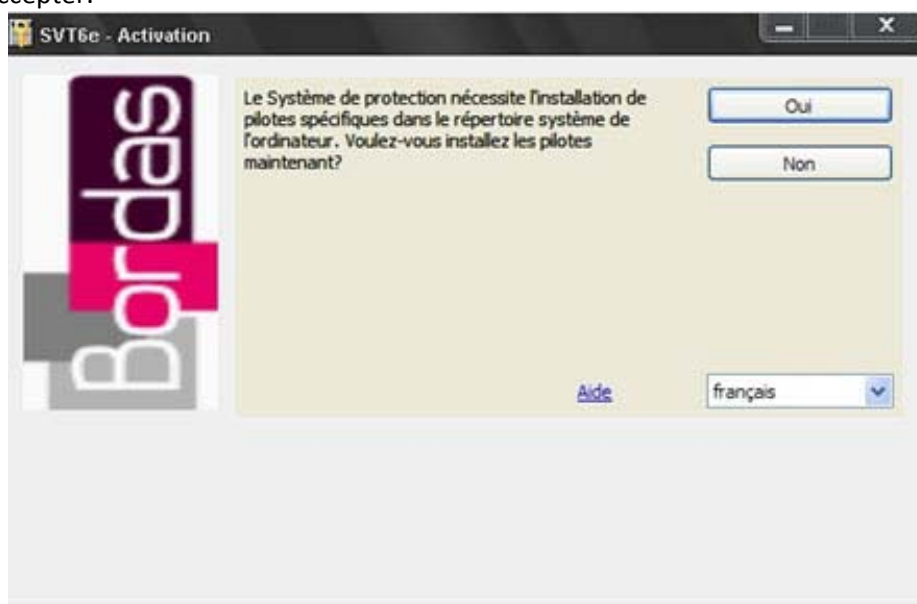 ccepter.
SVT6e - Activation
Bordas
Le Système de protection nécessite l'installation de
pilotes spécifiques dans le répertoire système de
l'ordinateur. Voulez-vous installez les pilotes
maintenant?
Oui
Non
Aide
français